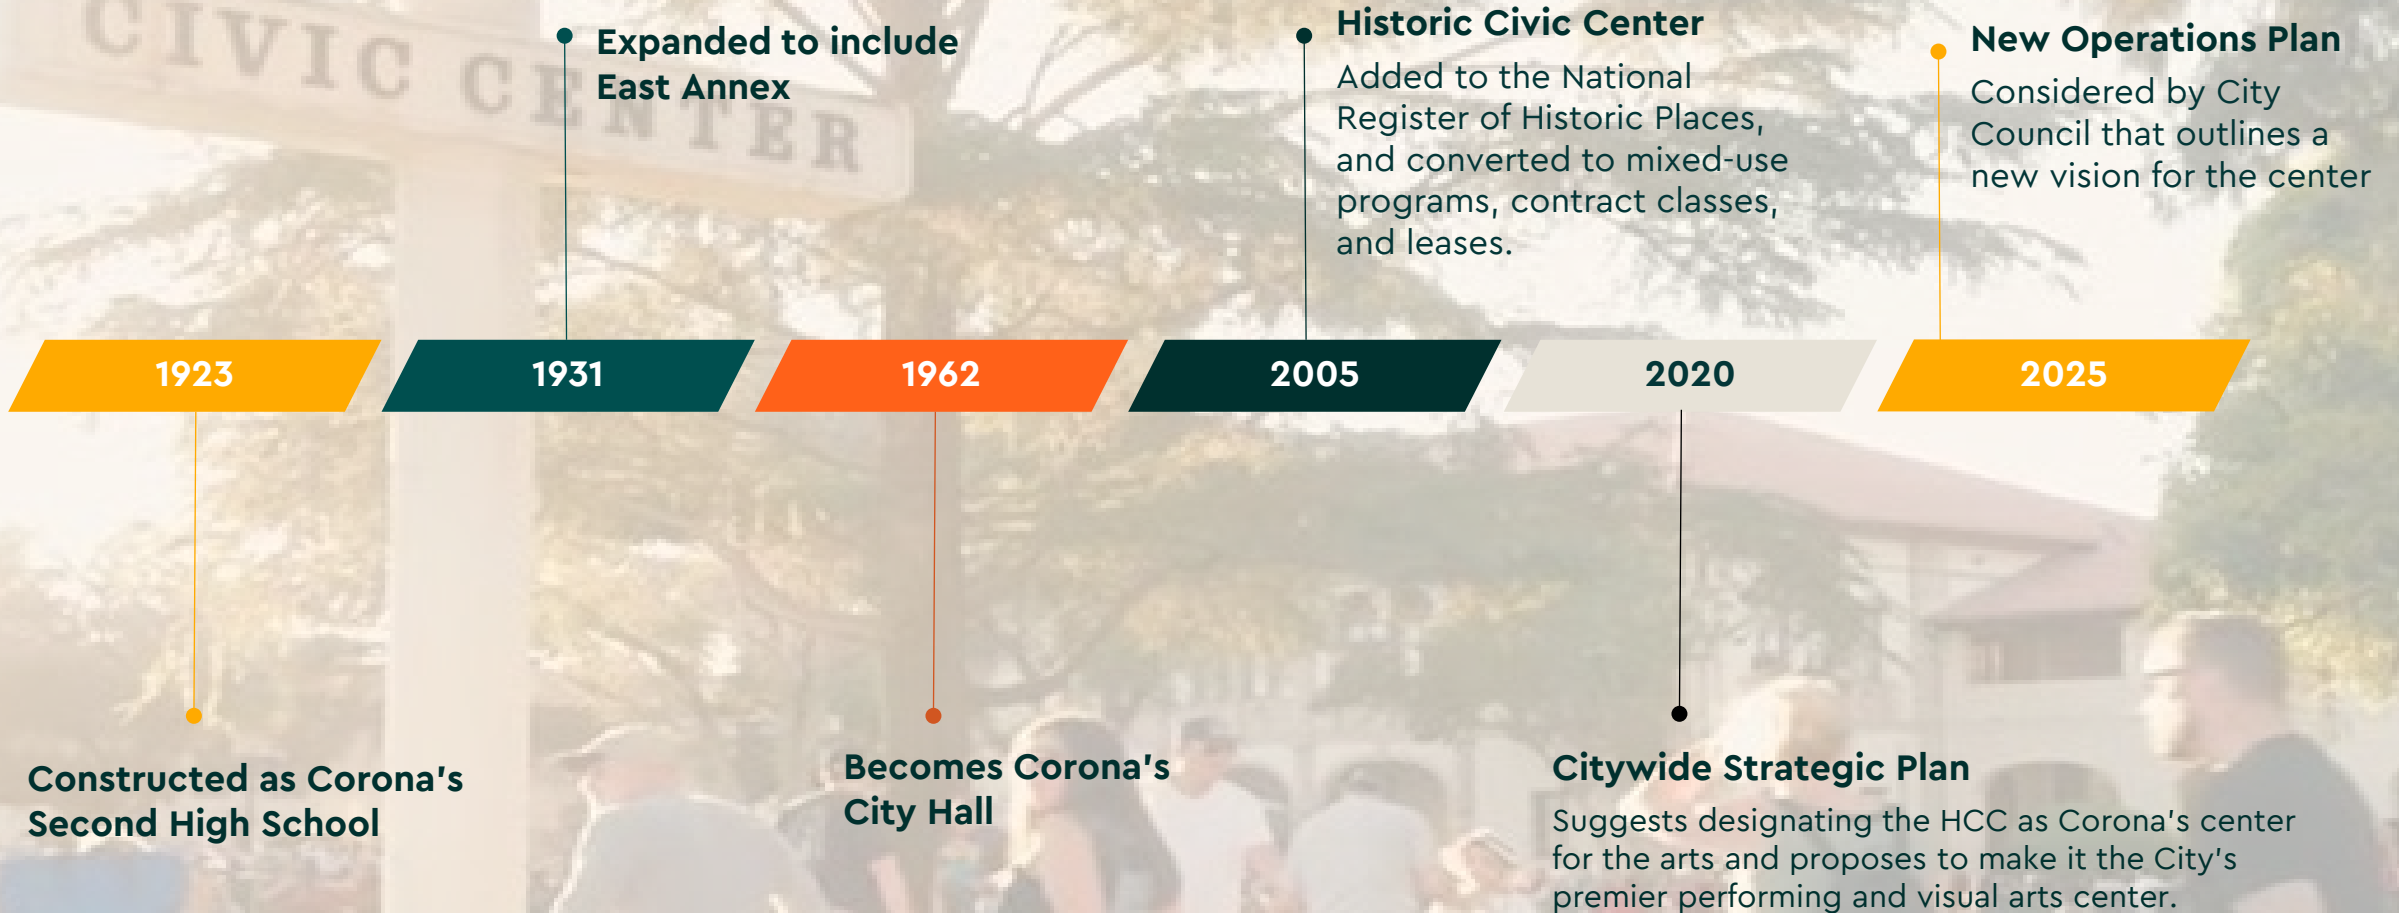 CIVIC CENTER
Expanded to include
East Annex
Historic Civic Center
Added to the National
Register of Historic Places,
and converted to mixed-use
programs, contract classes,
and leases.
New Operations Plan
Considered by City
Council that outlines a
new vision for the center
1923
1931
1962
2005
2020
2025
Constructed as Corona's
Second High School
Becomes Corona's
City Hall
Citywide Strategic Plan
Suggests designating the HCC as Corona's center
for the arts and proposes to make it the City's
premier performing and visual arts center.